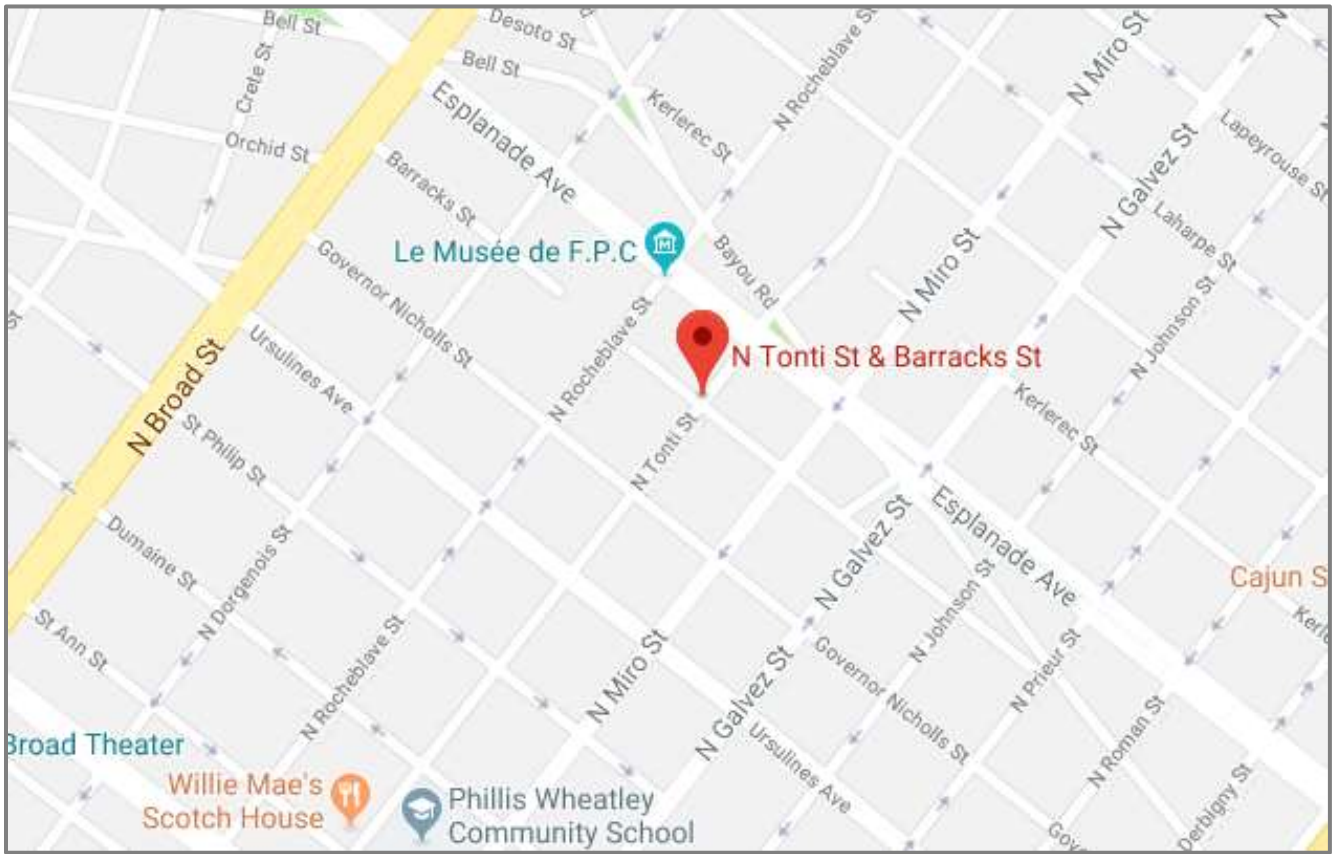 Bell St
Desoto St
Bell St
Crete St
Orchid St
Esplanade Ave
Kerlerec St
N Rocheblave St
N Miro St
N Galvez St
Lapeyrouse St
Laharpe St
Barracks St
Le Musée de F.P.C
Bayou Rd
N Miro St
N Johnson St
Governor Nicholls St
N Rocheblave St
Ursulines Ave
N Broad St
N Tonti St & Barracks St
Kerlerec St
St Philip St
N Tonti St
Dumaine St
N Dorgenois St
N Galvez St
Esplanade Ave
Cajun S
St Ann St
N Rocheblave St
N Miro St
N Galvez St
Governor Nicholls St
N Johnson St
N Prieur St
N Roman St
Kerle
Ursulines Ave
Derbigny St
Gov
Broad Theater
Willie Mae's
Scotch House
Phillis Wheatley
Community School